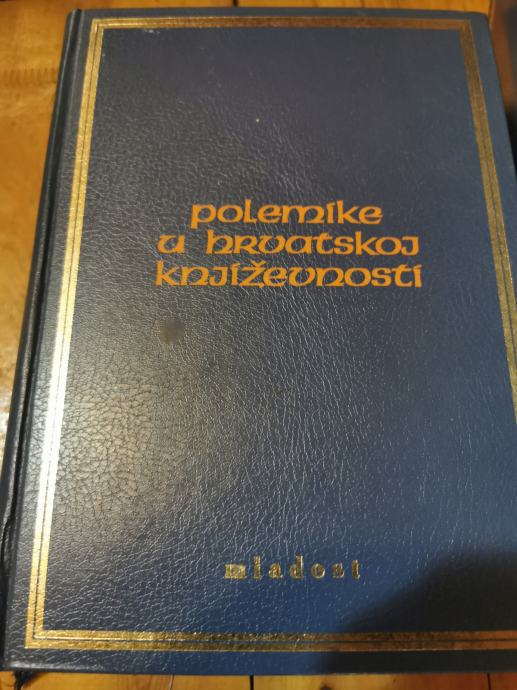 polemike
u hrvatskoj
književnosti
mladost